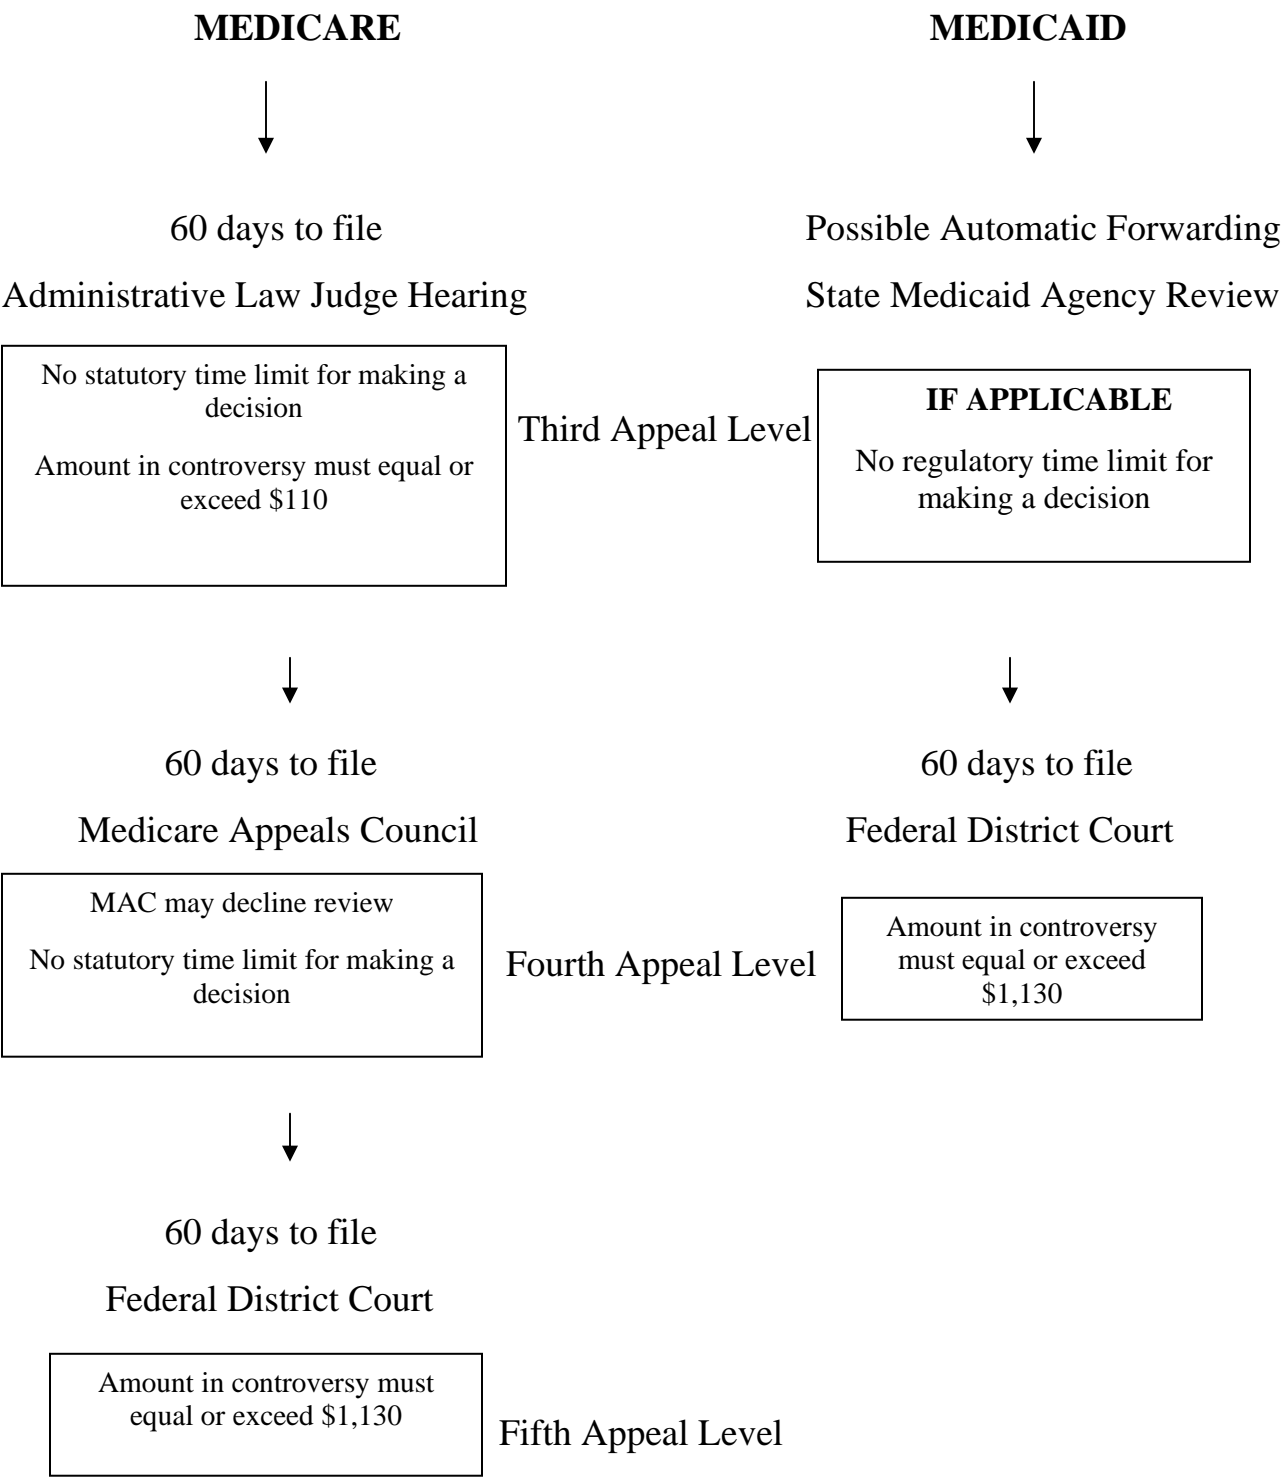 MEDICARE
MEDICAID
60 days to file
Possible Automatic Forwarding
Administrative Law Judge Hearing
State Medicaid Agency Review
No statutory time limit for making a
decision
Amount in controversy must equal or
exceed $110
Third Appeal Level
IF APPLICABLE
No regulatory time limit for
making a decision
60 days to file
60 days to file
Medicare Appeals Council
Federal District Court
MAC may decline review
No statutory time limit for making a
decision
Fourth Appeal Level
Amount in controversy
must equal or exceed
$1,130
60 days to file
Federal District Court
Amount in controversy must
equal or exceed $1,130
Fifth Appeal Level